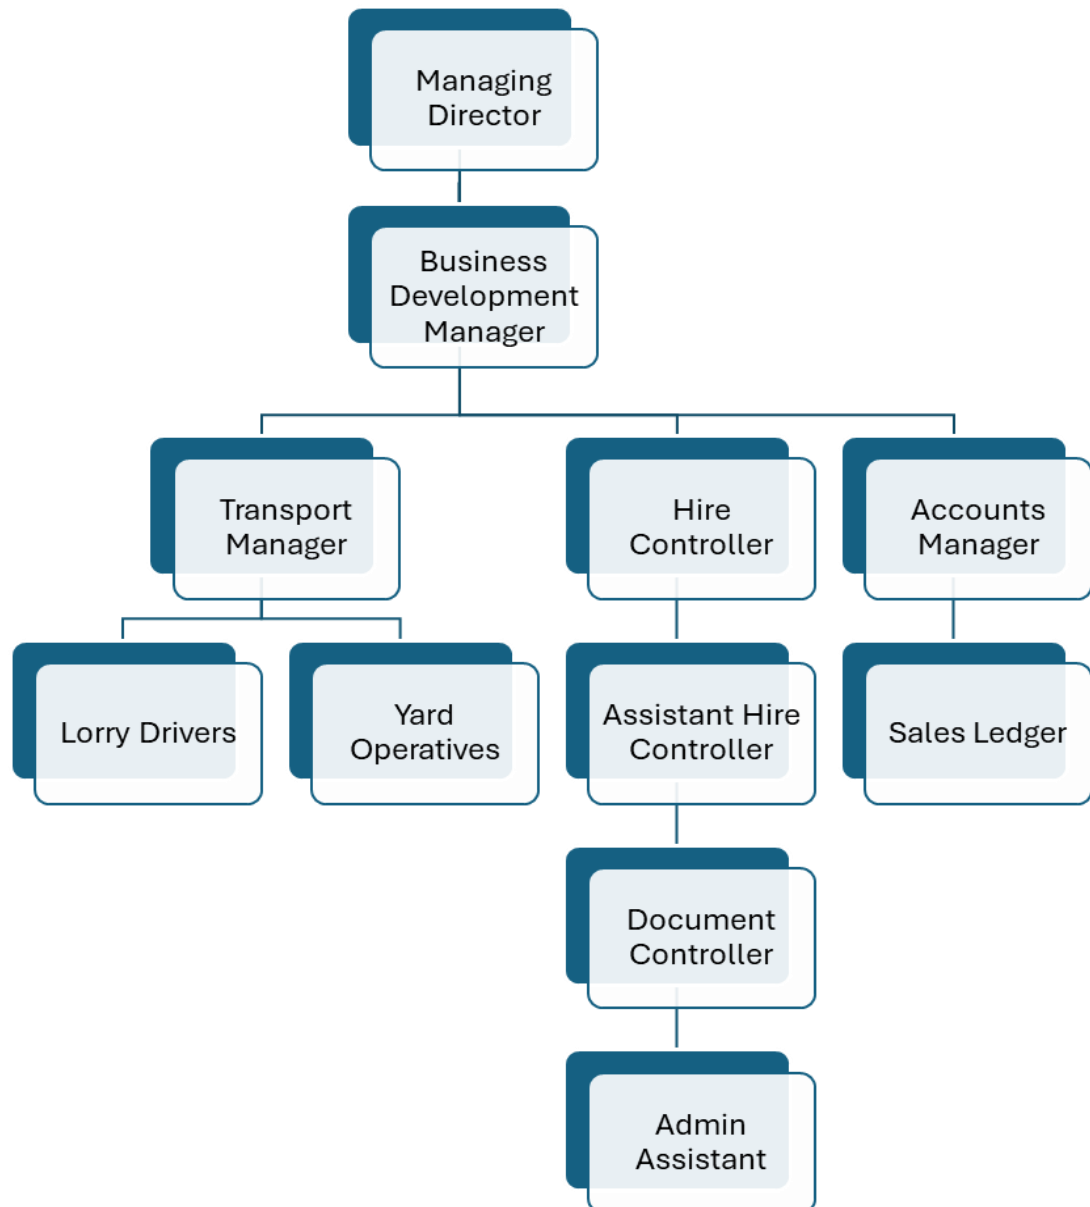 Managing
Director
Business
Development
Manager
Transport
Manager
Hire
Controller
Accounts
Manager
Lorry Drivers
Yard
Operatives
Assistant Hire
Controller
Sales Ledger
Document
Controller
Admin
Assistant